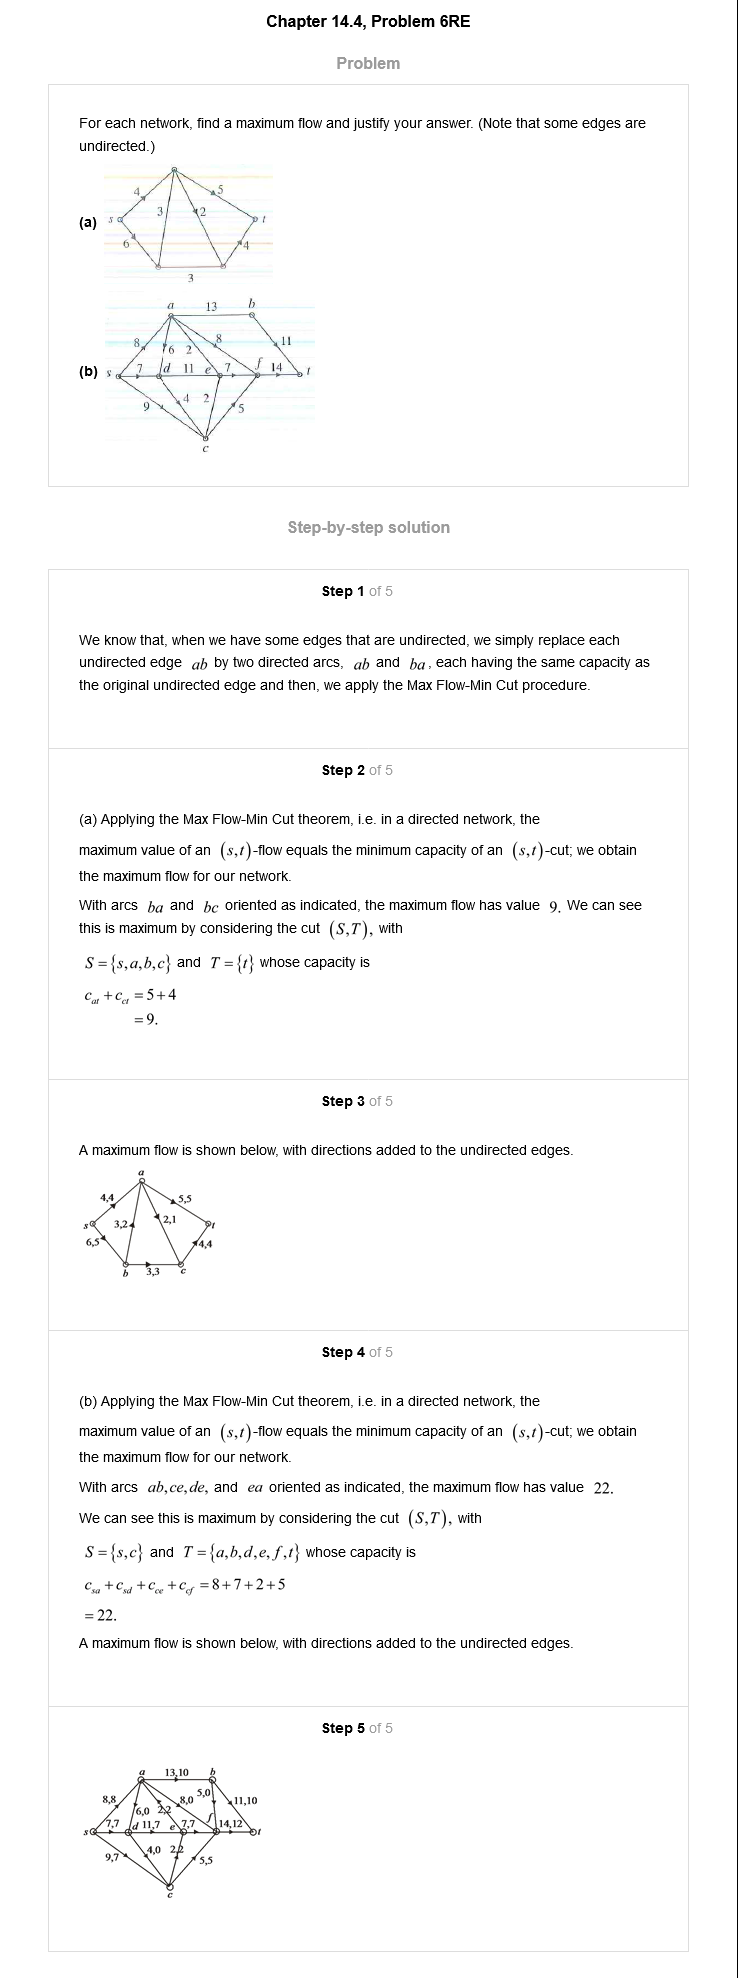 Chapter 14.4, Problem 6RE
Problem
For each network, find a maximum flow and justify your answer. (Note that some edges are
undirected.)
4 5
(a) s 3 2 t
6 4
3
a 13 b
8 6 2 8 11
(b) s 7 d 11 e 7 f 14 t
9 4 2 5
c
Step-by-step solution
Step 1 of 5
We know that, when we have some edges that are undirected, we simply replace each
undirected edge ab by two directed arcs, ab and ba, each having the same capacity as
the original undirected edge and then, we apply the Max Flow-Min Cut procedure.
Step 2 of 5
(a) Applying the Max Flow-Min Cut theorem, i.e. in a directed network, the
maximum value of an (s,t)-flow equals the minimum capacity of an (s,t)-cut; we obtain
the maximum flow for our network.
With arcs ba and bc oriented as indicated, the maximum flow has value 9. We can see
this is maximum by considering the cut (S,T), with
S={s,a,b,c} and T={t} whose capacity is
c_at + c_ct = 5+4
= 9.
Step 3 of 5
A maximum flow is shown below, with directions added to the undirected edges.
a
4,4 5,5
s 3,2 2,1 t
6,5 4,4
b 3,3 c
Step 4 of 5
(b) Applying the Max Flow-Min Cut theorem, i.e. in a directed network, the
maximum value of an (s,t)-flow equals the minimum capacity of an (s,t)-cut; we obtain
the maximum flow for our network.
With arcs ab,ce,de, and ea oriented as indicated, the maximum flow has value 22.
We can see this is maximum by considering the cut (S,T), with
S={s,c} and T={a,b,d,e,f,t} whose capacity is
c_sa + c_sd + c_ce + c_cf = 8+7+2+5
= 22.
A maximum flow is shown below, with directions added to the undirected edges.
Step 5 of 5
a 13,10 b
8,8 6,0 2,2 8,0 5,0 11,10
s 7,7 d 11,7 e 7,7 f 14,12 t
9,7 4,0 2,2 5,5
c